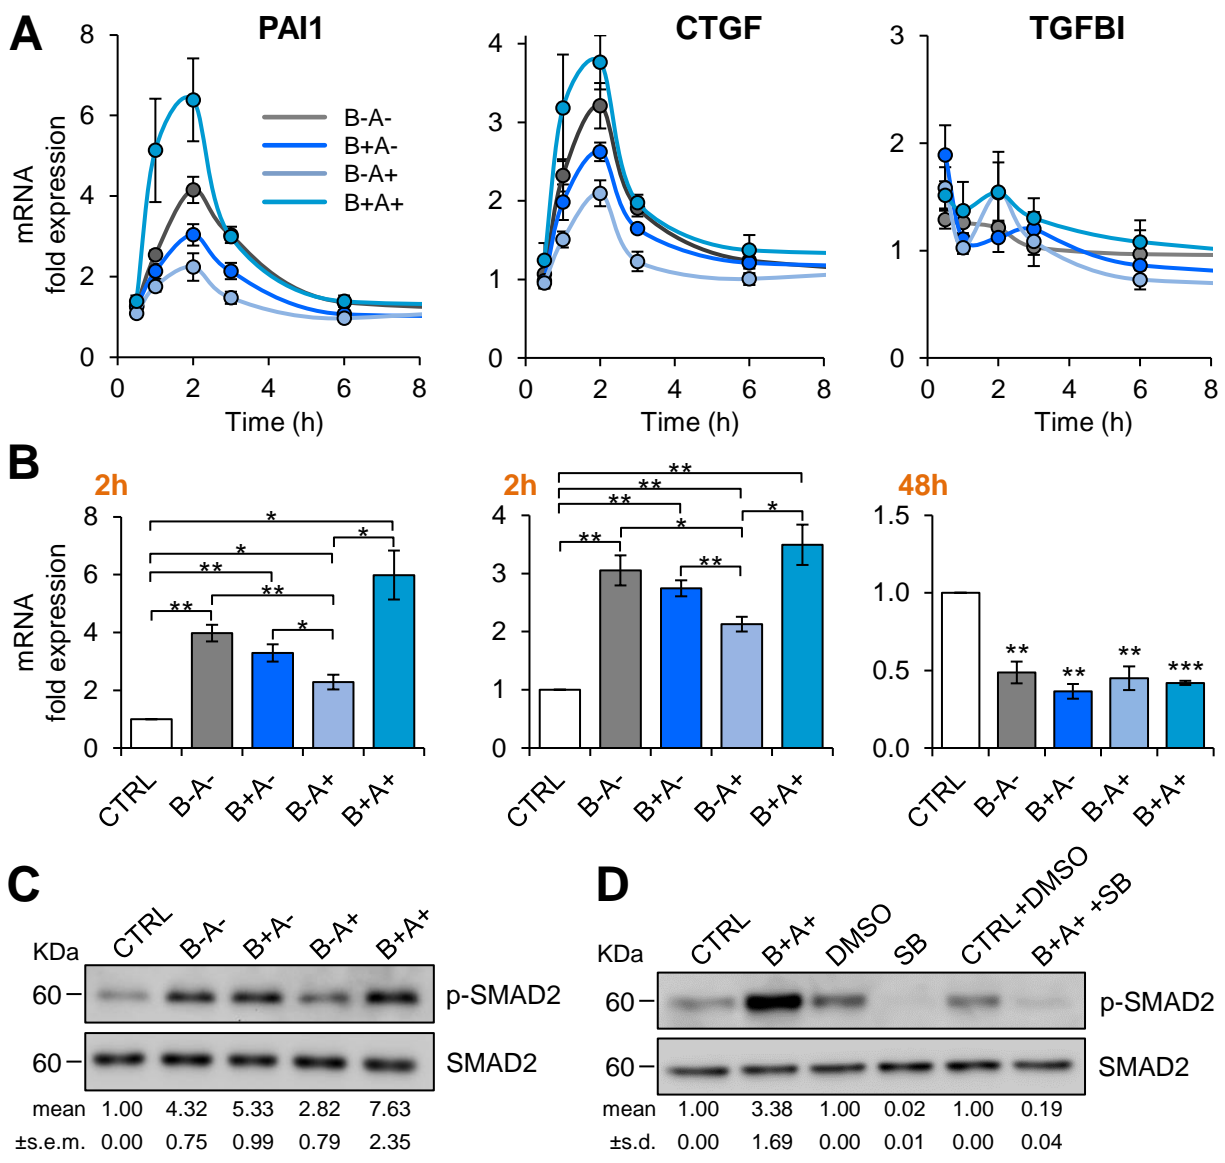 A
PAI1
CTGF
TGFBI
mRNA
fold expression
8
6
4
2
0
0 2 4 6 8
Time (h)
B-A-
B+A-
B-A+
B+A+
4
3
2
1
0
0 2 4 6 8
Time (h)
3
2
1
0
0 2 4 6 8
Time (h)
B
2h
mRNA
fold expression
8
6
4
2
0
*
*
**
**
**
*
*
CTRL
B-A-
B+A-
B-A+
B+A+
2h
4
3
2
1
0
**
**
**
*
*
**
**
CTRL
B-A-
B+A-
B-A+
B+A+
48h
1.5
1.0
0.5
0.0
**
**
**
***
CTRL
B-A-
B+A-
B-A+
B+A+
C
KDa
CTRL
B-A-
B+A-
B-A+
B+A+
60
p-SMAD2
60
SMAD2
mean 1.00 4.32 5.33 2.82 7.63
±s.e.m. 0.00 0.75 0.99 0.79 2.35
D
KDa
CTRL
B+A+
DMSO
SB
CTRL+DMSO
B+A+ +SB
60
p-SMAD2
60
SMAD2
mean 1.00 3.38 1.00 0.02 1.00 0.19
±s.d. 0.00 1.69 0.00 0.01 0.00 0.04